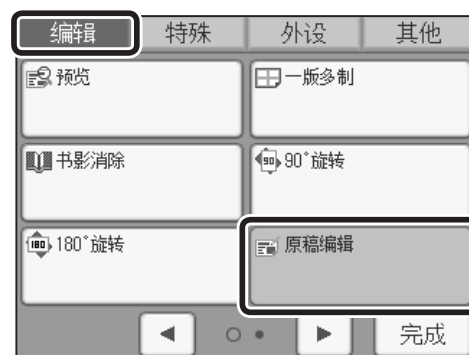 编辑 特殊 外设 其他
预览 一版多制
书影消除 90°旋转
180°旋转 原稿编辑
完成